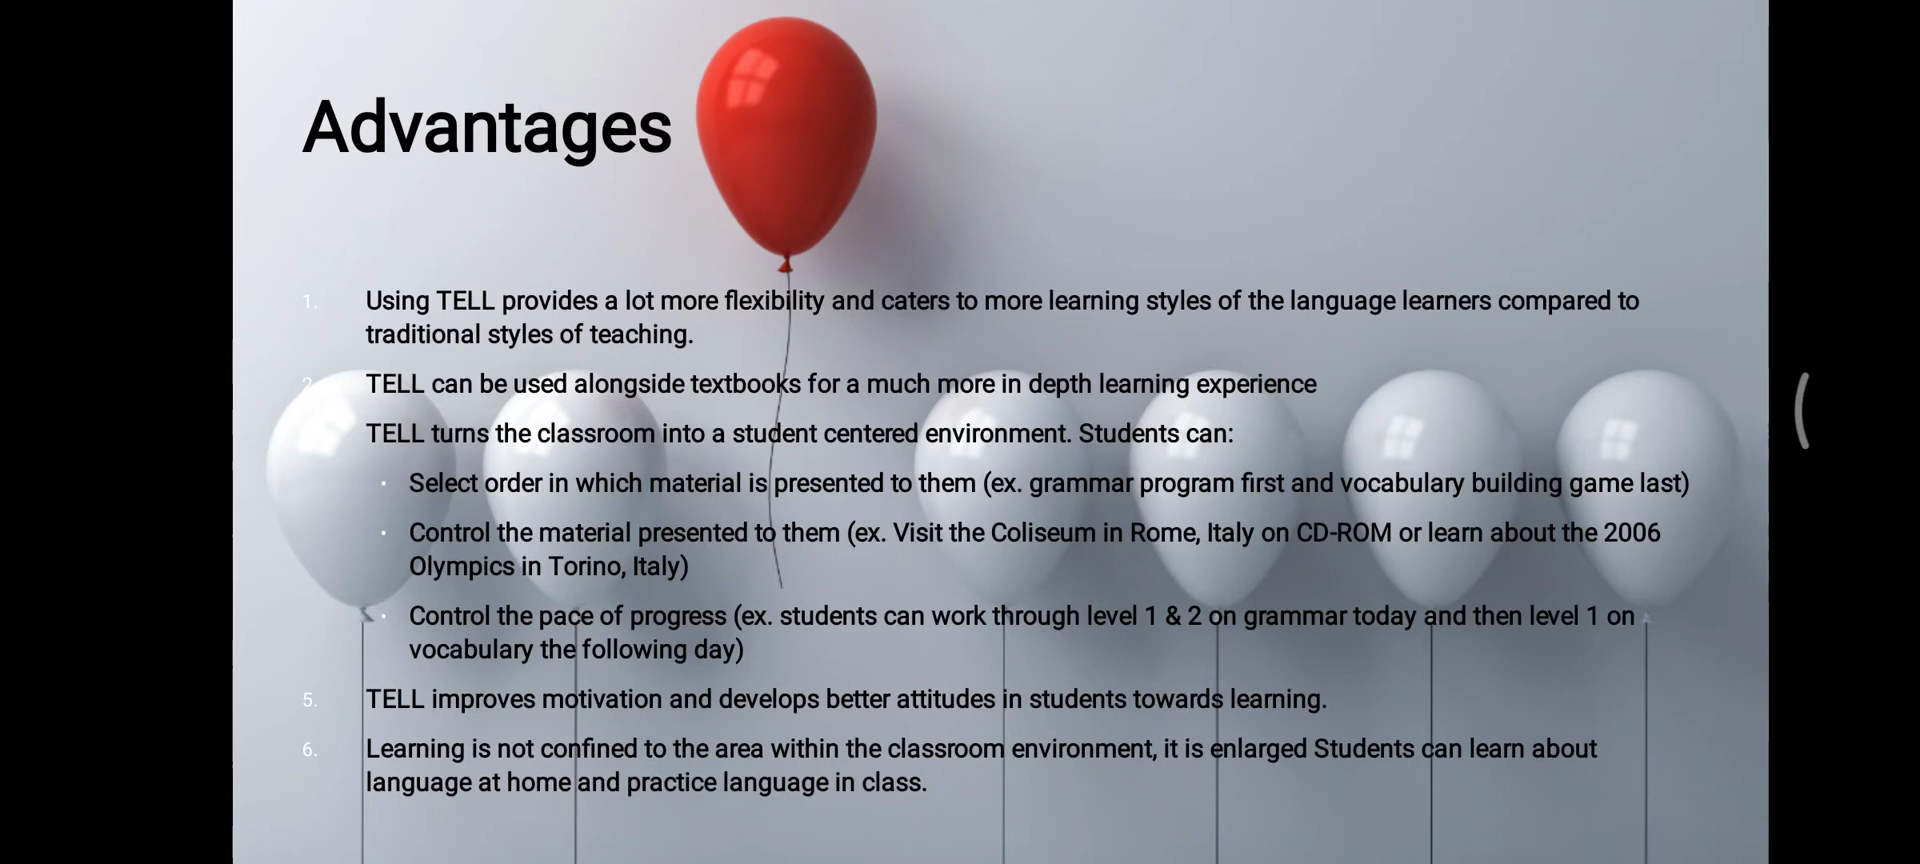 Advantages
1. Using TELL provides a lot more flexibility and caters to more learning styles of the language learners compared to
traditional styles of teaching.
2. TELL can be used alongside textbooks for a much more in depth learning experience
TELL turns the classroom into a student centered environment. Students can:
· Select order in which material is presented to them (ex. grammar program first and vocabulary building game last)
· Control the material presented to them (ex. Visit the Coliseum in Rome, Italy on CD-ROM or learn about the 2006
Olympics in Torino, Italy)
· Control the pace of progress (ex. students can work through level 1 & 2 on grammar today and then level 1 on
vocabulary the following day)
5. TELL improves motivation and develops better attitudes in students towards learning.
6. Learning is not confined to the area within the classroom environment, it is enlarged Students can learn about
language at home and practice language in class.